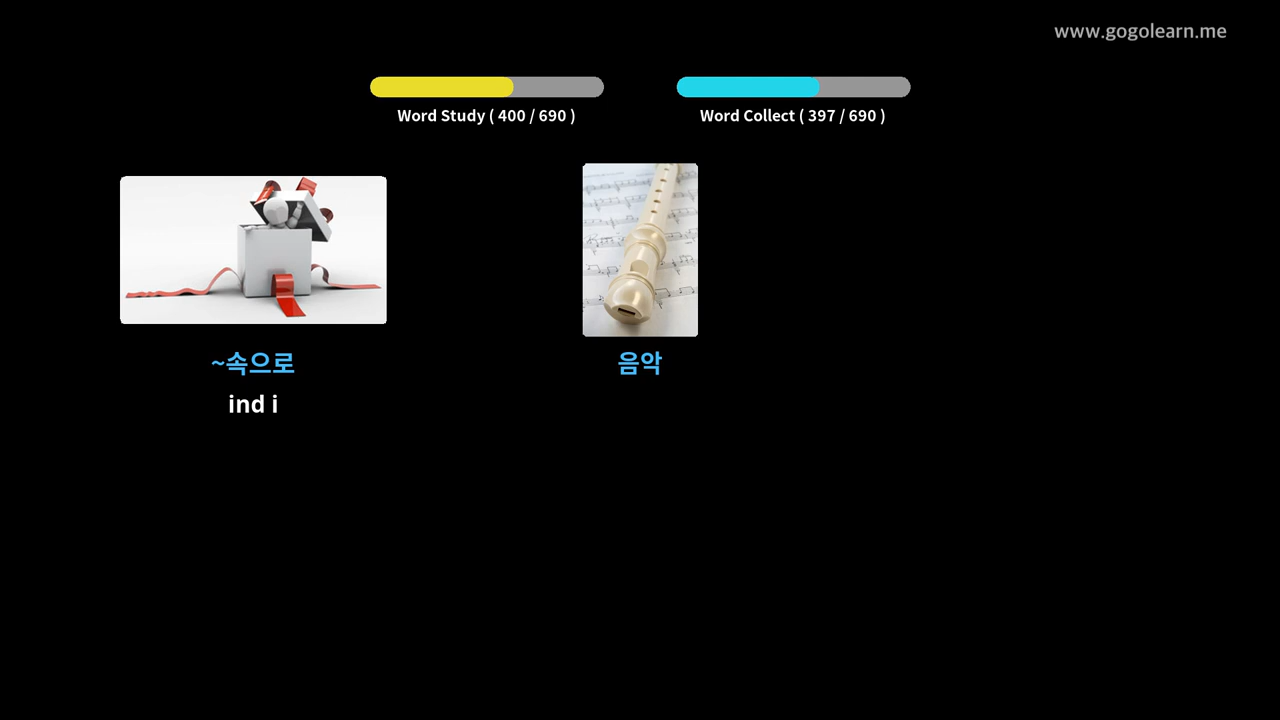 www.gogolearn.me
Word Study ( 400 / 690 )
Word Collect ( 397 / 690 )
~속으로
ind i
음악